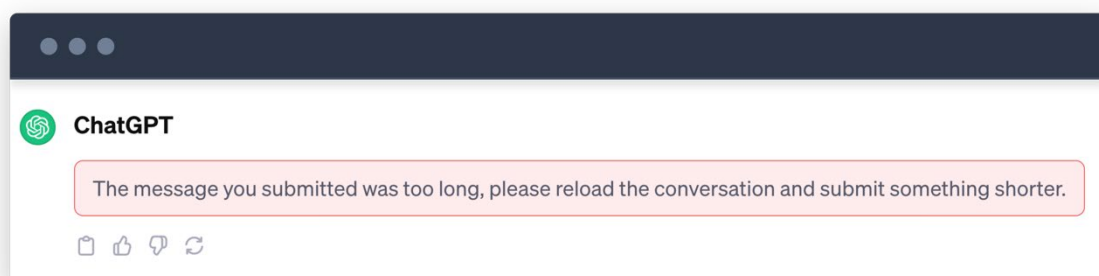 ChatGPT
The message you submitted was too long, please reload the conversation and submit something shorter.